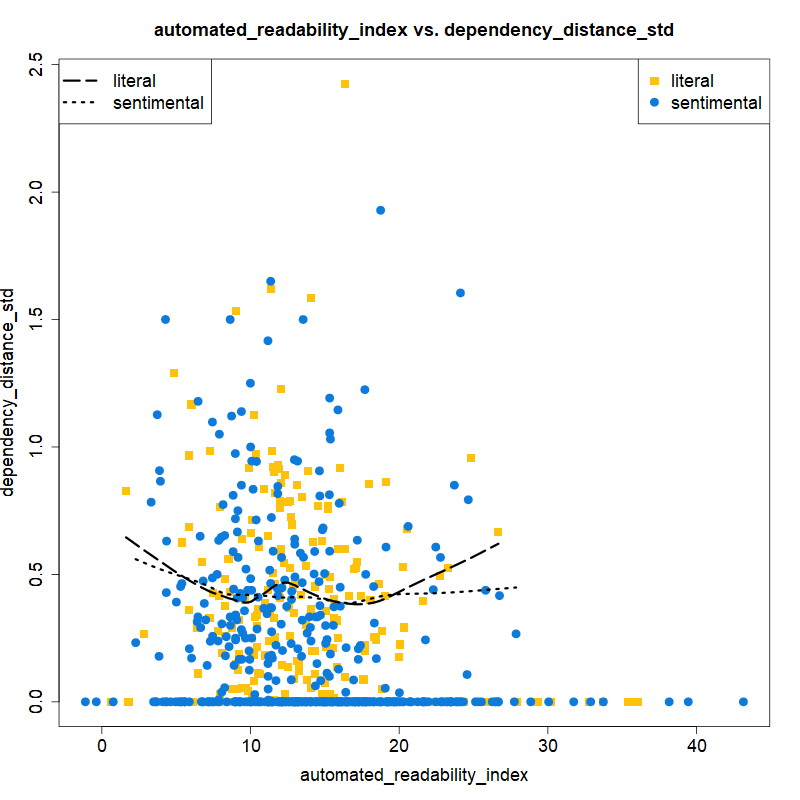 automated_readability_index vs. dependency_distance_std
literal
sentimental
literal
sentimental
dependency_distance_std
2.5
2.0
1.5
1.0
0.5
0.0
0
10
20
30
40
automated_readability_index